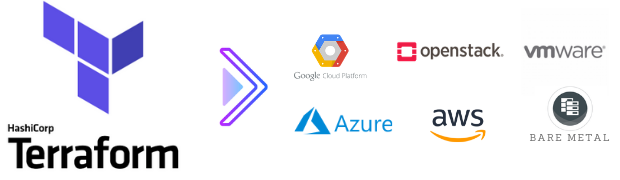 HashiCorp
Terraform
Google Cloud Platform
openstack.
vmware®
Azure
aws
BARE METAL